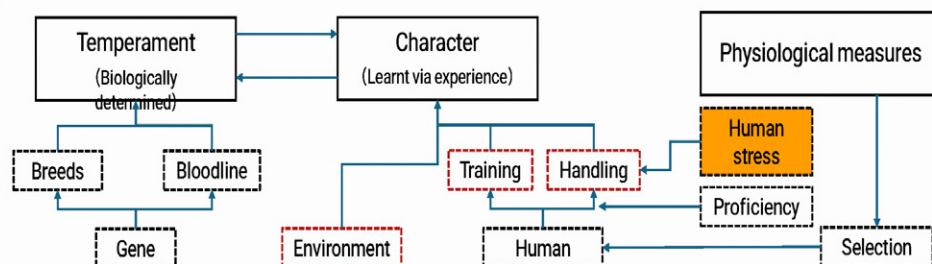 Temperament
(Biologically
determined)
Character
(Learnt via experience)
Physiological measures
Human
stress
Breeds
Bloodline
Training
Handling
Proficiency
Gene
Environment
Human
Selection